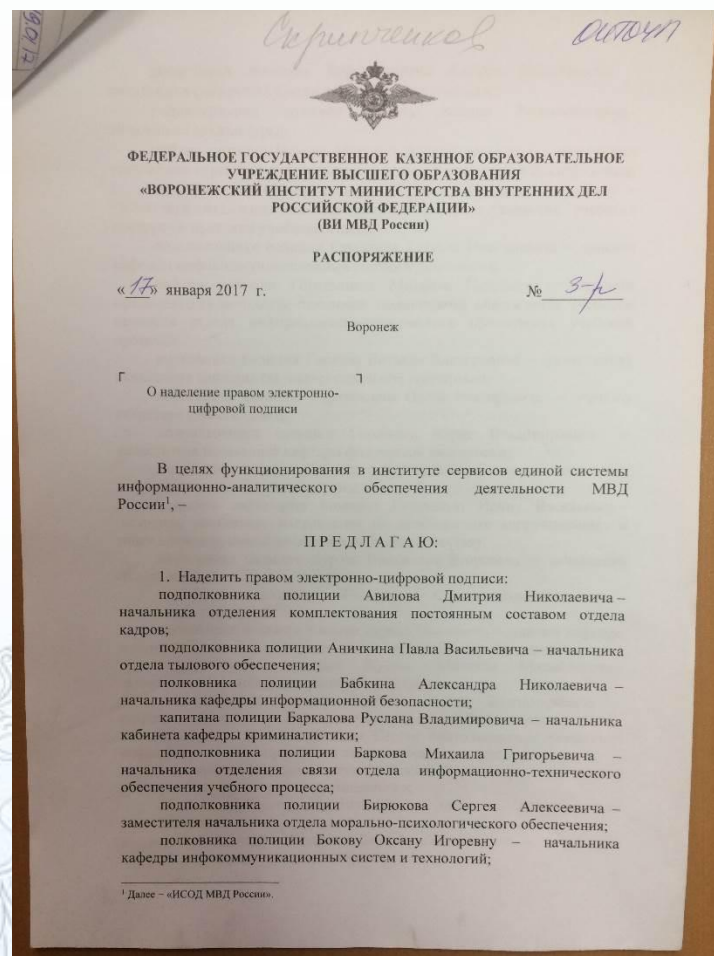 Скрипченков ОИТОУП
ФЕДЕРАЛЬНОЕ ГОСУДАРСТВЕННОЕ КАЗЕННОЕ ОБРАЗОВАТЕЛЬНОЕ
УЧРЕЖДЕНИЕ ВЫСШЕГО ОБРАЗОВАНИЯ
«ВОРОНЕЖСКИЙ ИНСТИТУТ МИНИСТЕРСТВА ВНУТРЕННИХ ДЕЛ
РОССИЙСКОЙ ФЕДЕРАЦИИ»
(ВИ МВД России)
РАСПОРЯЖЕНИЕ
«17» января 2017 г. № 3-р
Воронеж
О наделение правом электронно-
цифровой подписи
В целях функционирования в институте сервисов единой системы
информационно-аналитического обеспечения деятельности МВД
России¹, –
ПРЕДЛАГАЮ:
1. Наделить правом электронно-цифровой подписи:
подполковника полиции Авилова Дмитрия Николаевича –
начальника отделения комплектования постоянным составом отдела
кадров;
подполковника полиции Аничкина Павла Васильевича – начальника
отдела тылового обеспечения;
полковника полиции Бабкина Александра Николаевича –
начальника кафедры информационной безопасности;
капитана полиции Баркалова Руслана Владимировича – начальника
кабинета кафедры криминалистики;
подполковника полиции Баркова Михаила Григорьевича –
начальника отделения связи отдела информационно-технического
обеспечения учебного процесса;
подполковника полиции Бирюкова Сергея Алексеевича –
заместителя начальника отдела морально-психологического обеспечения;
полковника полиции Бокову Оксану Игоревну – начальника
кафедры инфокоммуникационных систем и технологий;
¹ Далее – «ИСОД МВД России».